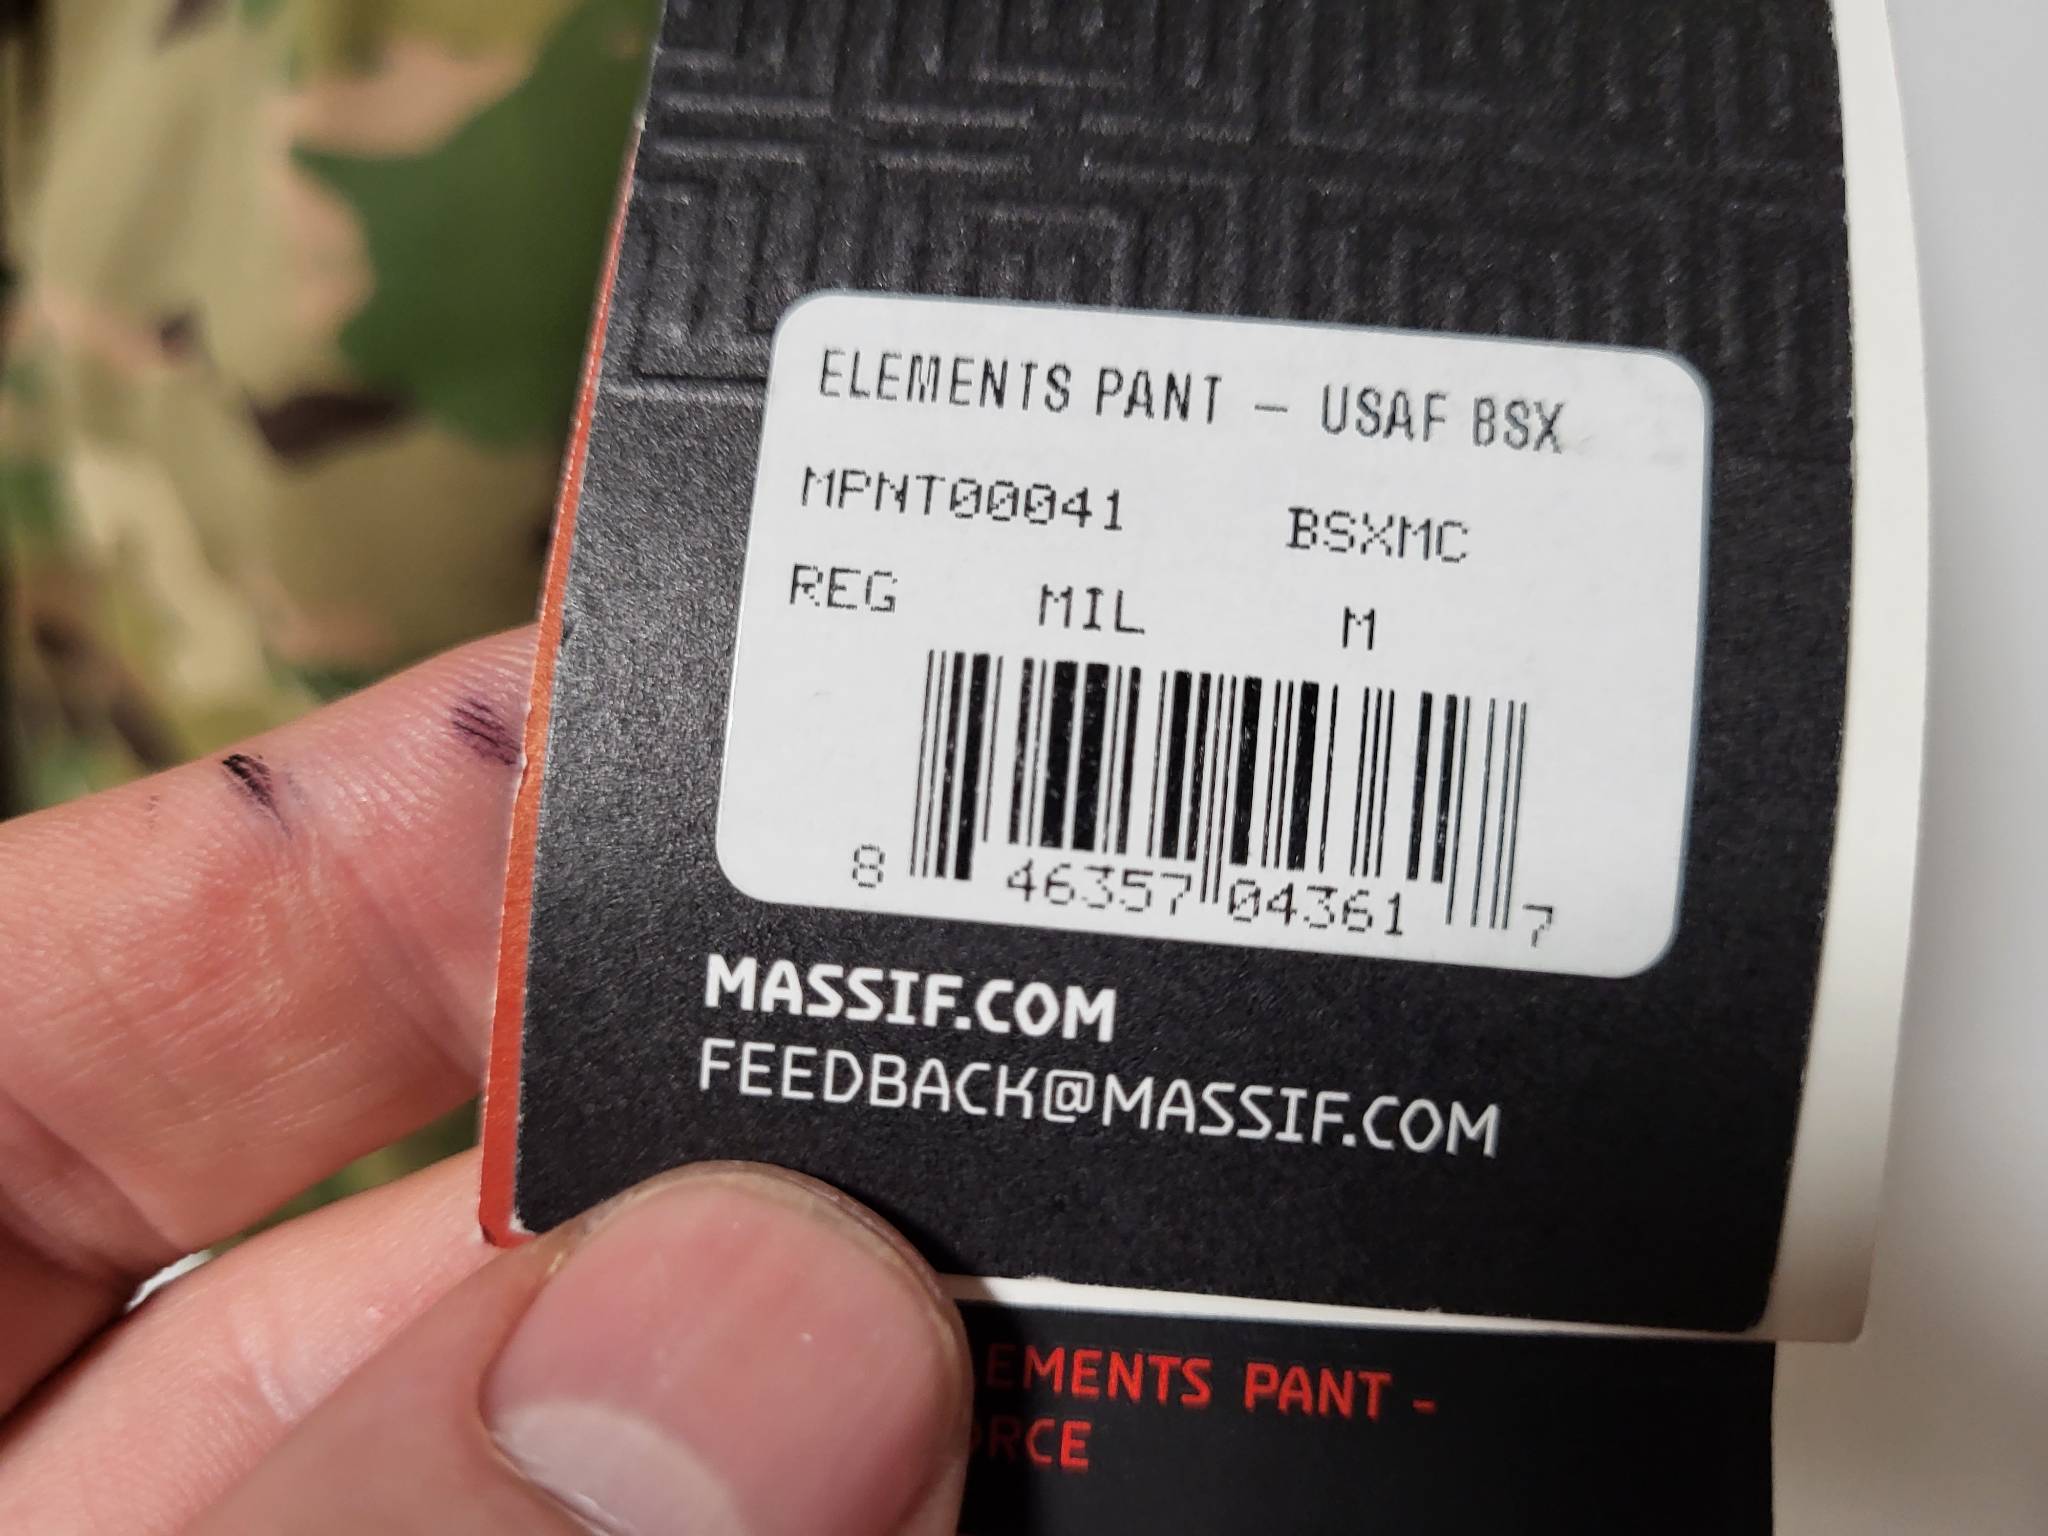 ELEMENTS PANT – USAF BSX
MPNT00041 BSXMC
REG MIL M
8 46357 04361 7
MASSIF.COM
FEEDBACK@MASSIF.COM
EMENTS PANT -
RCE